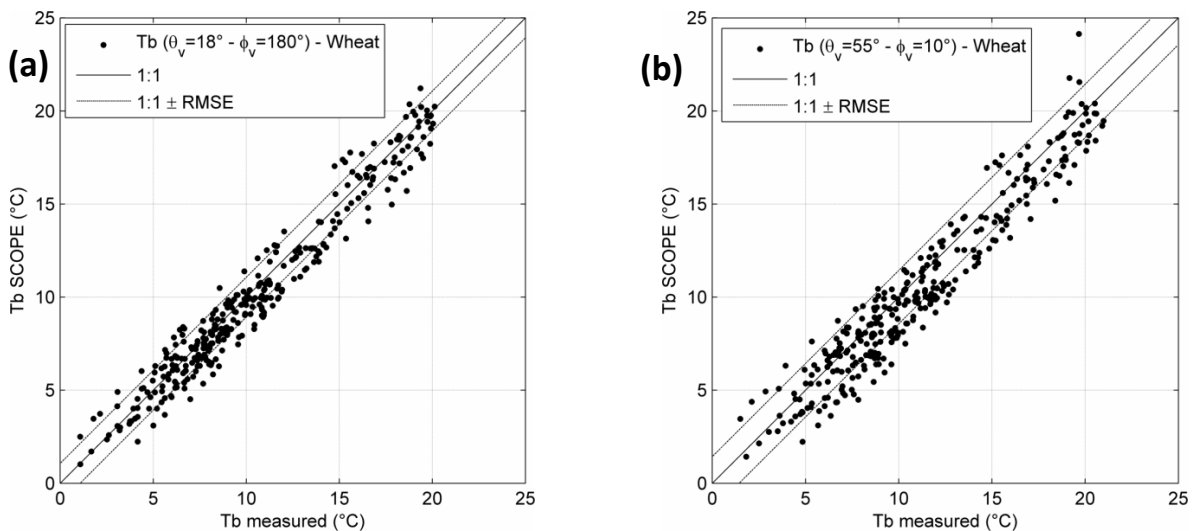 (a)
Tb (θv=18° - ϕv=180°) - Wheat
1:1
1:1 ± RMSE
25
20
15
10
5
0
Tb SCOPE (°C)
0 5 10 15 20 25
Tb measured (°C)
(b)
Tb (θv=55° - ϕv=10°) - Wheat
1:1
1:1 ± RMSE
25
20
15
10
5
0
Tb SCOPE (°C)
0 5 10 15 20 25
Tb measured (°C)